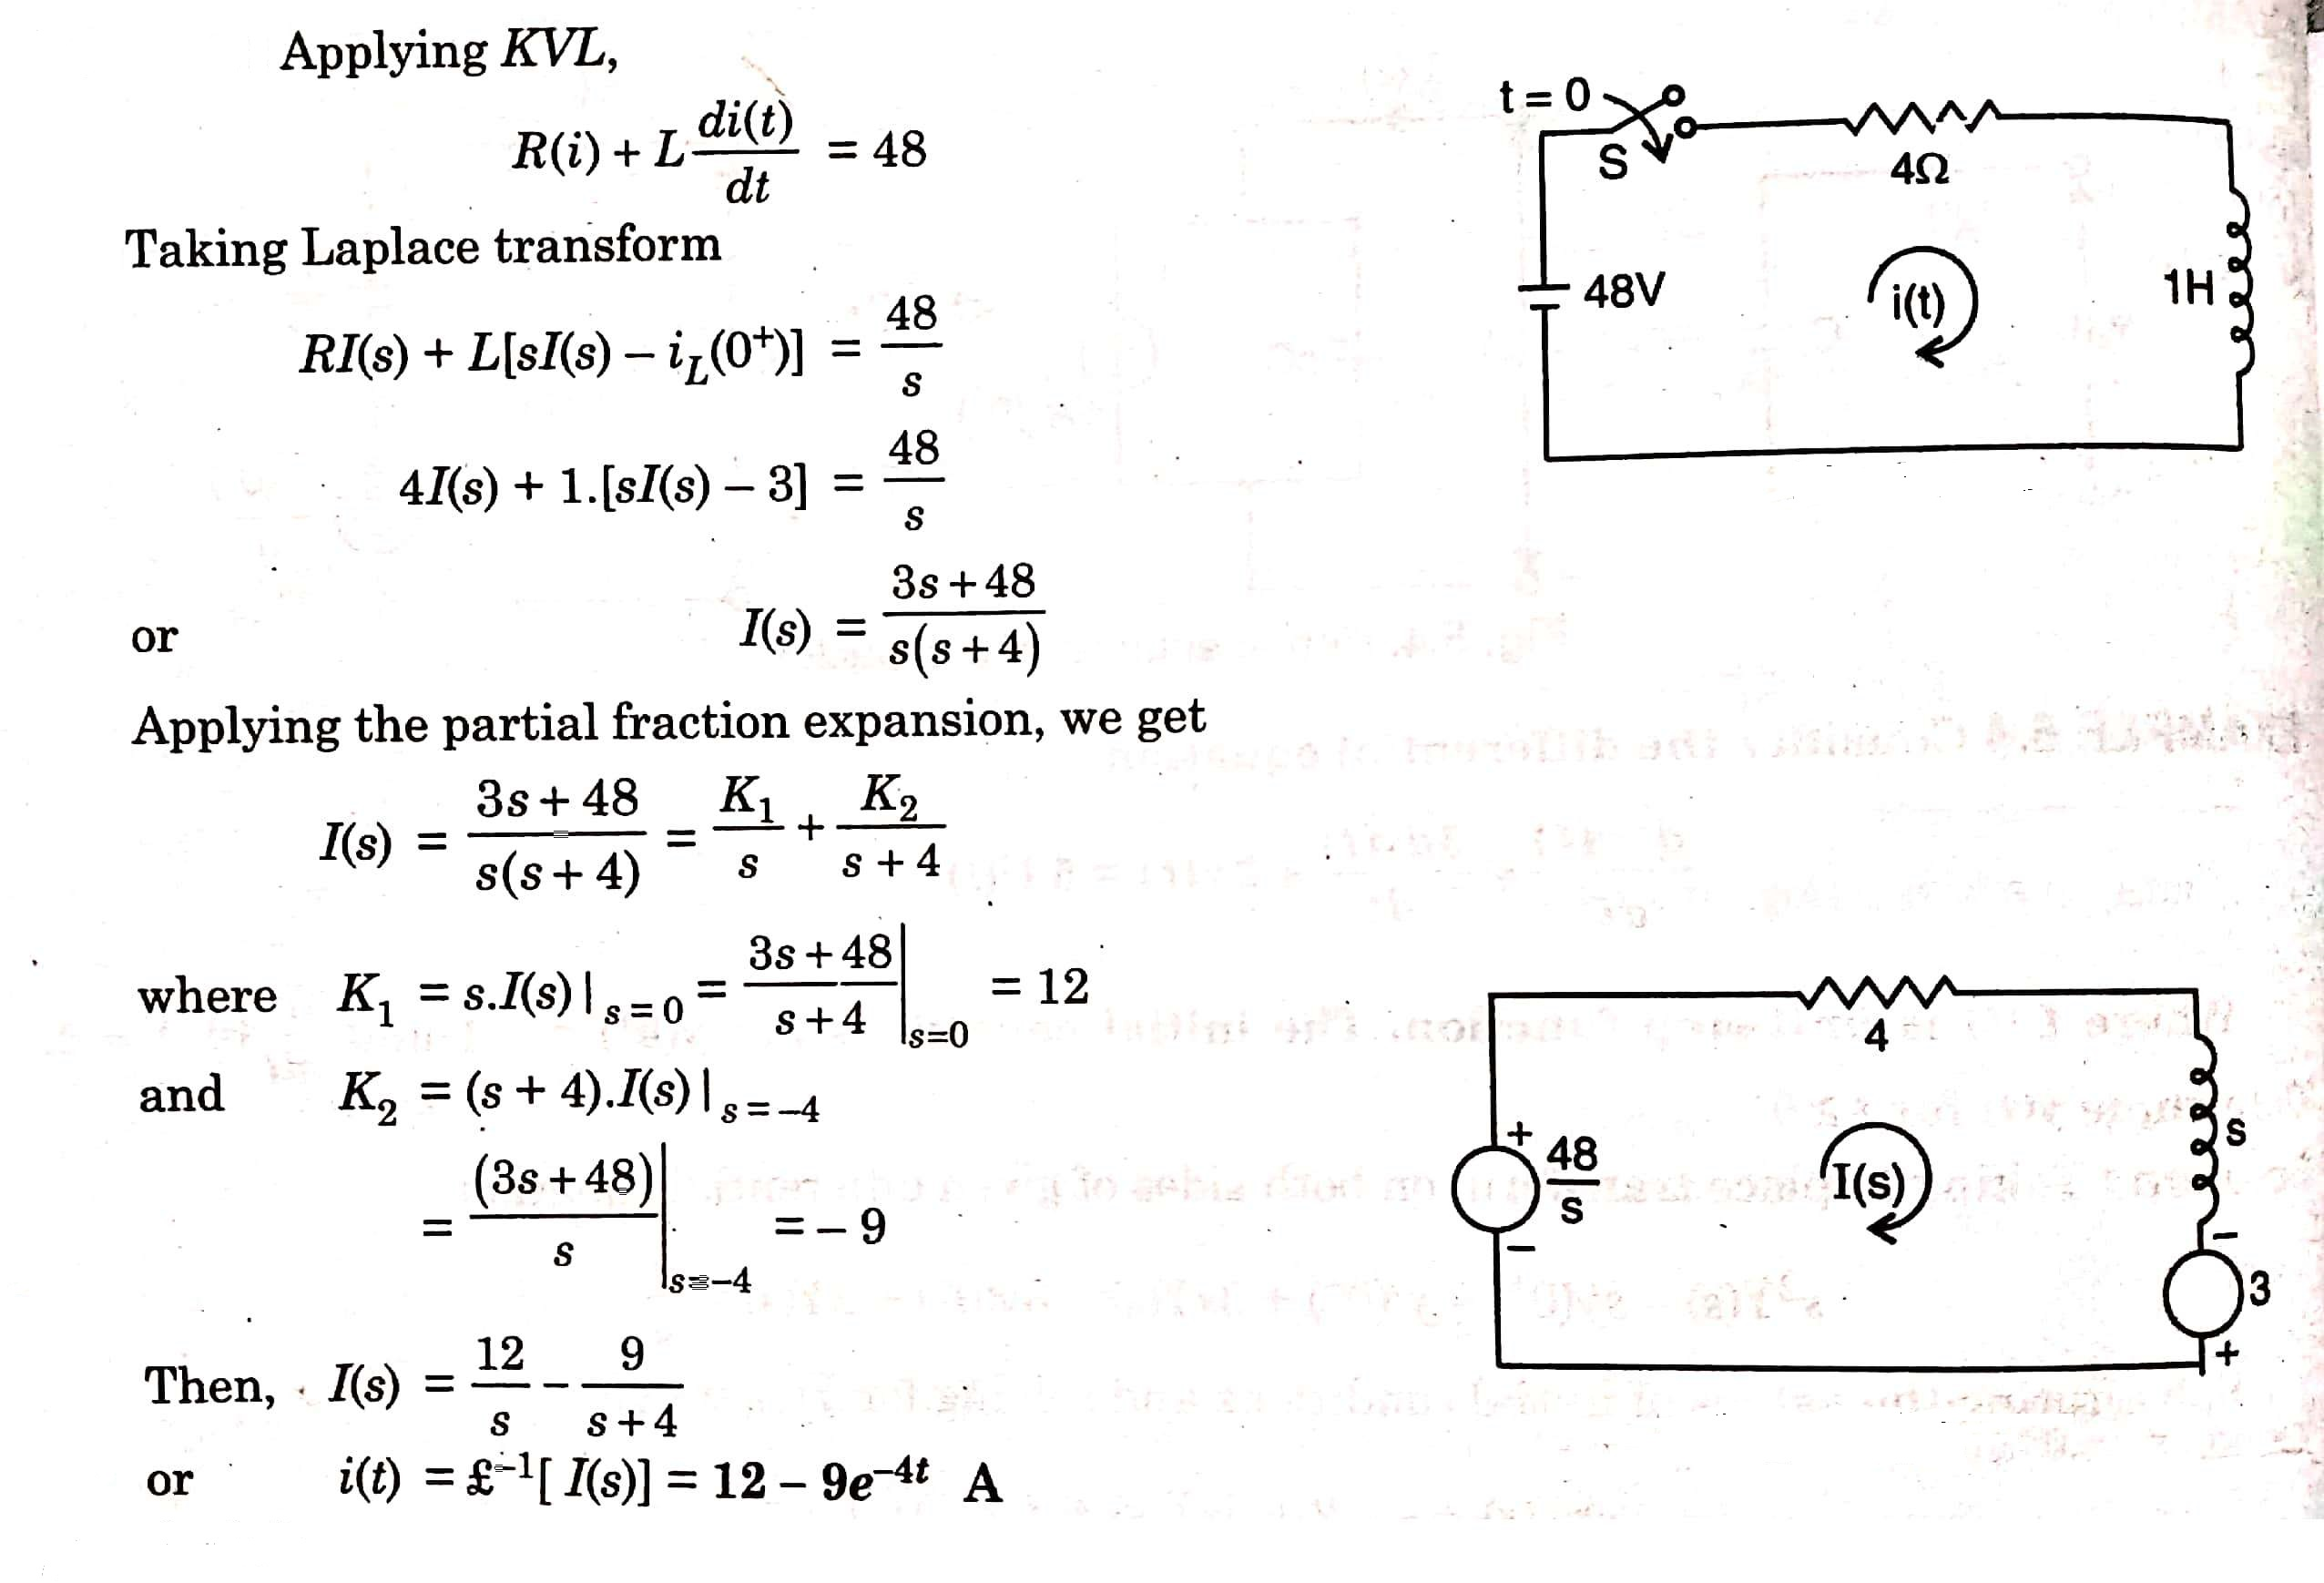 Applying KVL,
R(i) + L di(t)/dt = 48
Taking Laplace transform
RI(s) + L[sI(s) – i_L(0⁺)] = 48/s
4I(s) + 1.[sI(s) – 3] = 48/s
or I(s) = (3s + 48)/(s(s + 4))
Applying the partial fraction expansion, we get
I(s) = (3s + 48)/(s(s + 4)) = K₁/s + K₂/(s + 4)
where K₁ = s.I(s)|ₛ₌₀ = (3s + 48)/(s + 4)|ₛ₌₀ = 12
and K₂ = (s + 4).I(s)|ₛ₌₋₄
= (3s + 48)/s|ₛ₌₋₄ = – 9
Then, I(s) = 12/s – 9/(s + 4)
or i(t) = £⁻¹[ I(s)] = 12 – 9e^(–4t) A
t = 0
S
4Ω
48V
i(t)
1H
4
+
48/s
–
I(s)
s
–
3
+